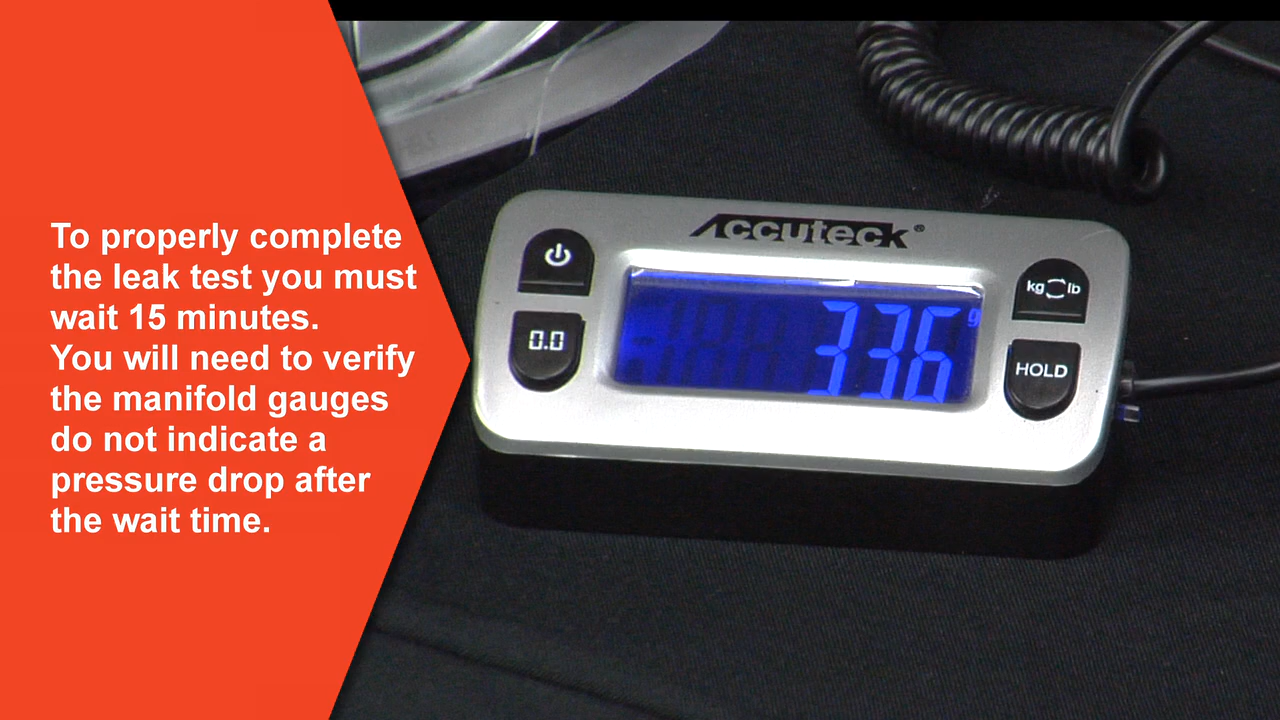 To properly complete
the leak test you must
wait 15 minutes.
You will need to verify
the manifold gauges
do not indicate a
pressure drop after
the wait time.
Accuteck®
kg lb
0.0
336 g
HOLD